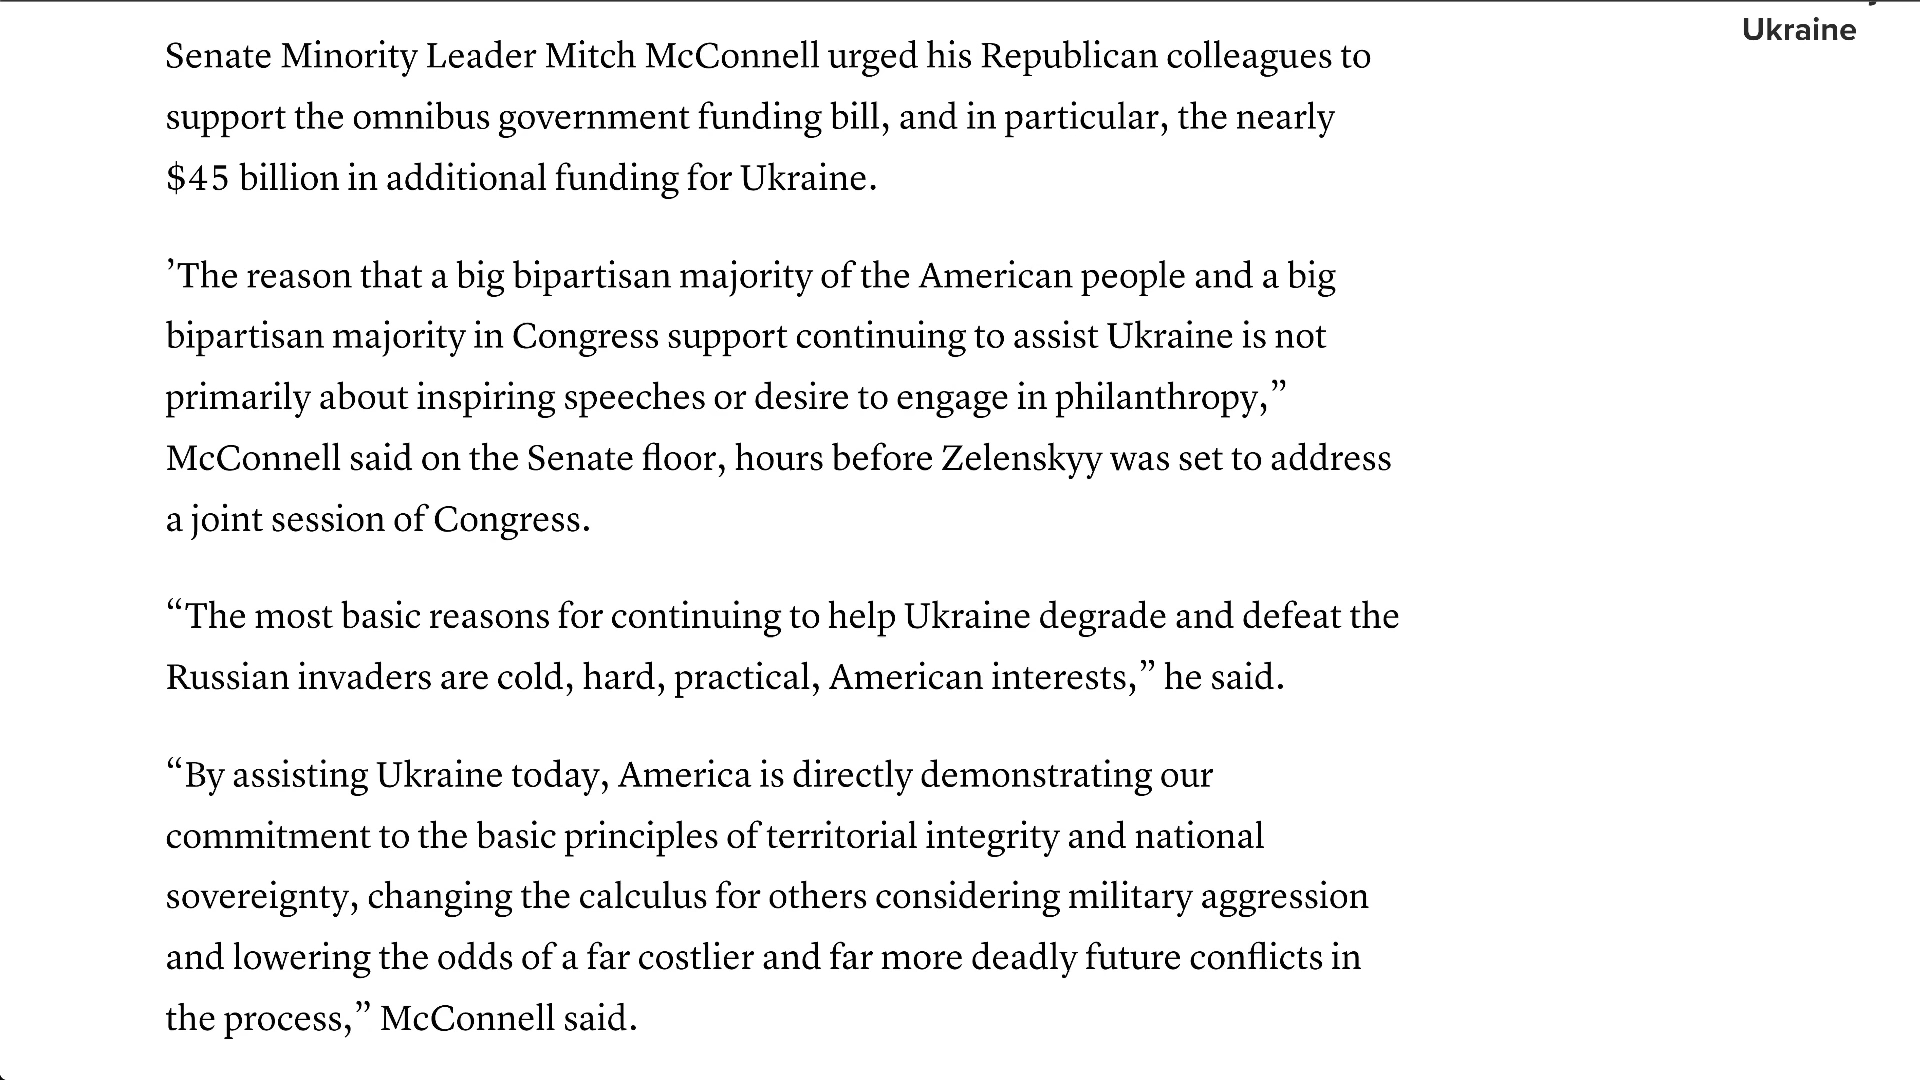 Ukraine
Senate Minority Leader Mitch McConnell urged his Republican colleagues to
support the omnibus government funding bill, and in particular, the nearly
$45 billion in additional funding for Ukraine.
’The reason that a big bipartisan majority of the American people and a big
bipartisan majority in Congress support continuing to assist Ukraine is not
primarily about inspiring speeches or desire to engage in philanthropy,”
McConnell said on the Senate floor, hours before Zelenskyy was set to address
a joint session of Congress.
“The most basic reasons for continuing to help Ukraine degrade and defeat the
Russian invaders are cold, hard, practical, American interests,” he said.
“By assisting Ukraine today, America is directly demonstrating our
commitment to the basic principles of territorial integrity and national
sovereignty, changing the calculus for others considering military aggression
and lowering the odds of a far costlier and far more deadly future conflicts in
the process,” McConnell said.